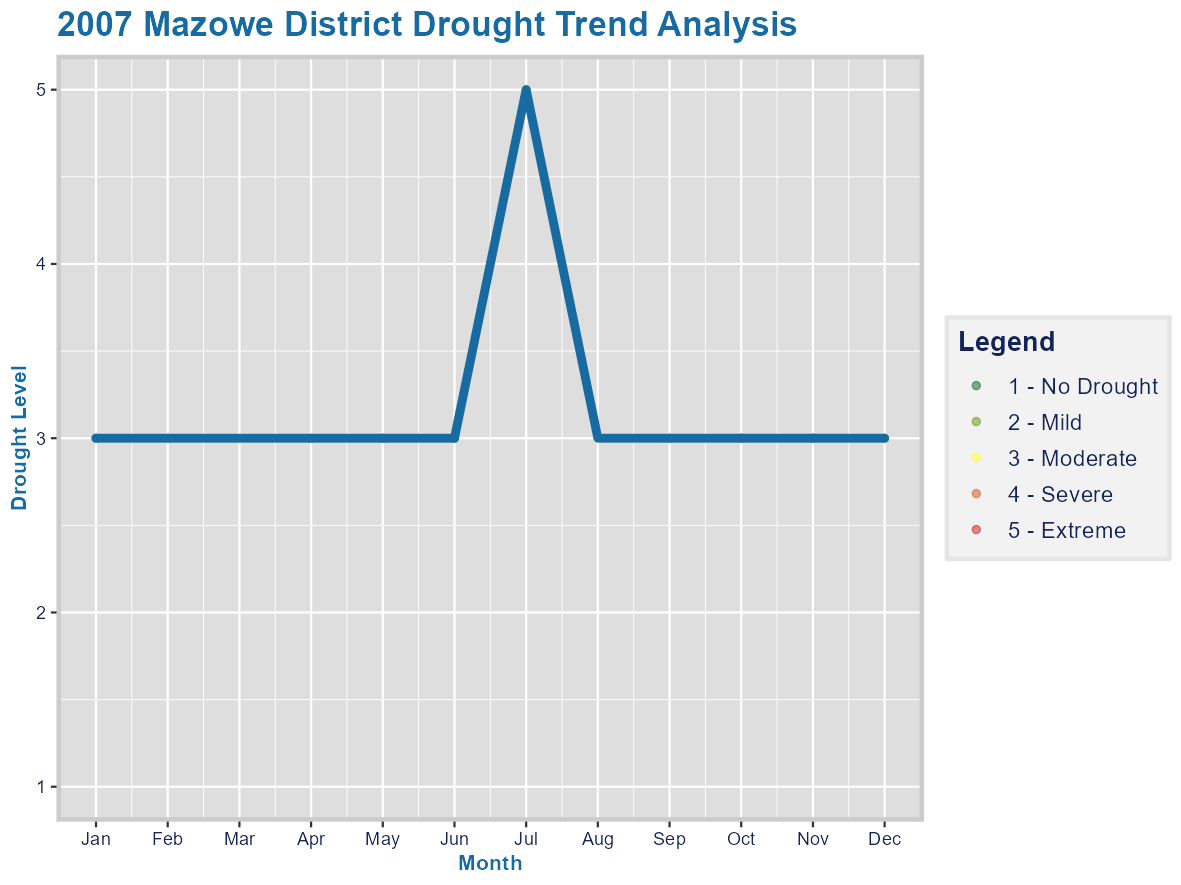 2007 Mazowe District Drought Trend Analysis
Drought Level
5
4
3
2
1
Jan Feb Mar Apr May Jun Jul Aug Sep Oct Nov Dec
Month
Legend
1 - No Drought
2 - Mild
3 - Moderate
4 - Severe
5 - Extreme